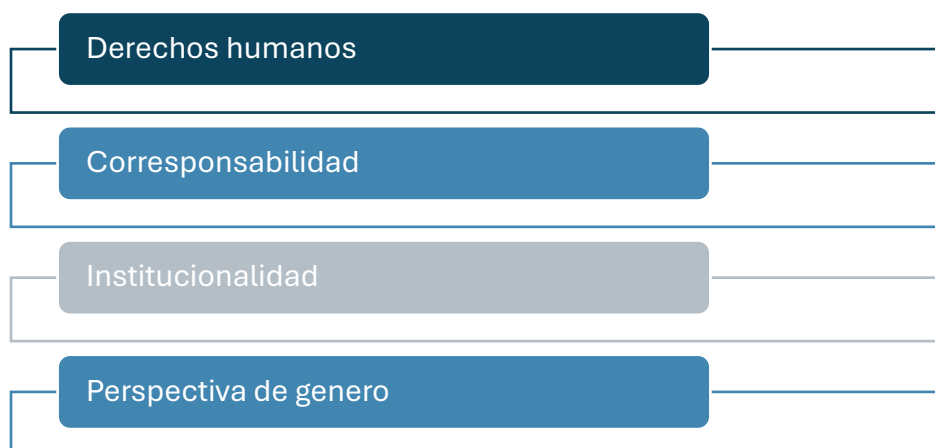 Derechos humanos
Corresponsabilidad
Institucionalidad
Perspectiva de genero